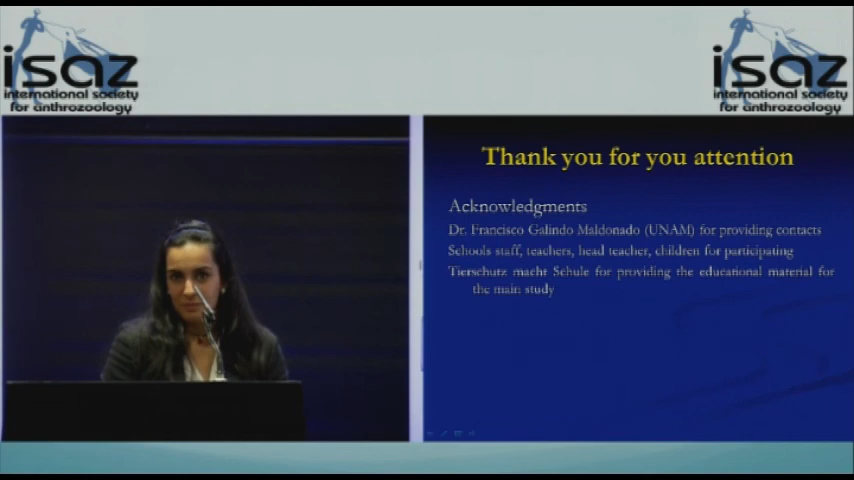 isaz
international society
for anthrozoology
isaz
international society
for anthrozoology
Thank you for you attention
Acknowledgments
Dr. Francisco Galindo Maldonado (UNAM) for providing contacts
Schools staff, teachers, head teacher, children for participating
Tierschutz macht Schule for providing the educational material for
the main study